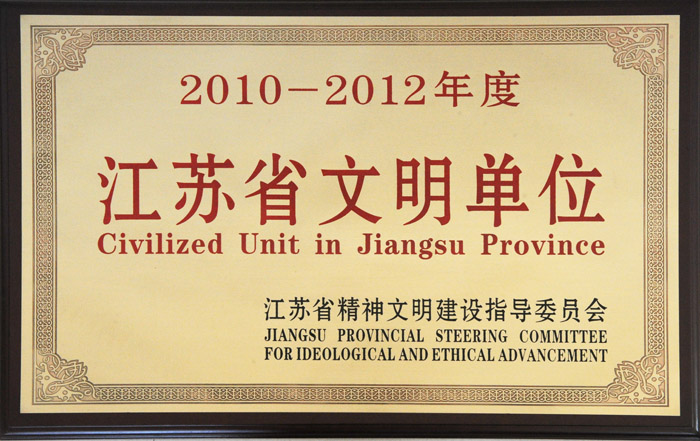 2010－2012年度
江苏省文明单位
Civilized Unit in Jiangsu Province
江苏省精神文明建设指导委员会
JIANGSU PROVINCIAL STEERING COMMITTEE
FOR IDEOLOGICAL AND ETHICAL ADVANCEMENT